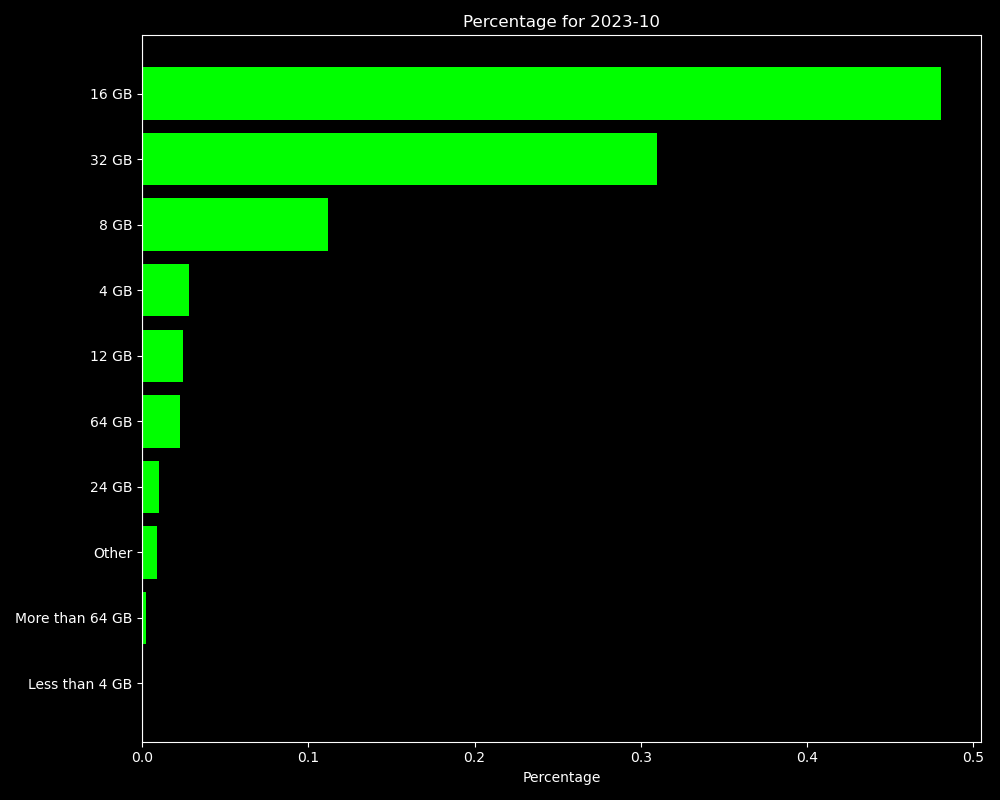 Percentage for 2023-10
16 GB
32 GB
8 GB
4 GB
12 GB
64 GB
24 GB
Other
More than 64 GB
Less than 4 GB
0.0 0.1 0.2 0.3 0.4 0.5
Percentage